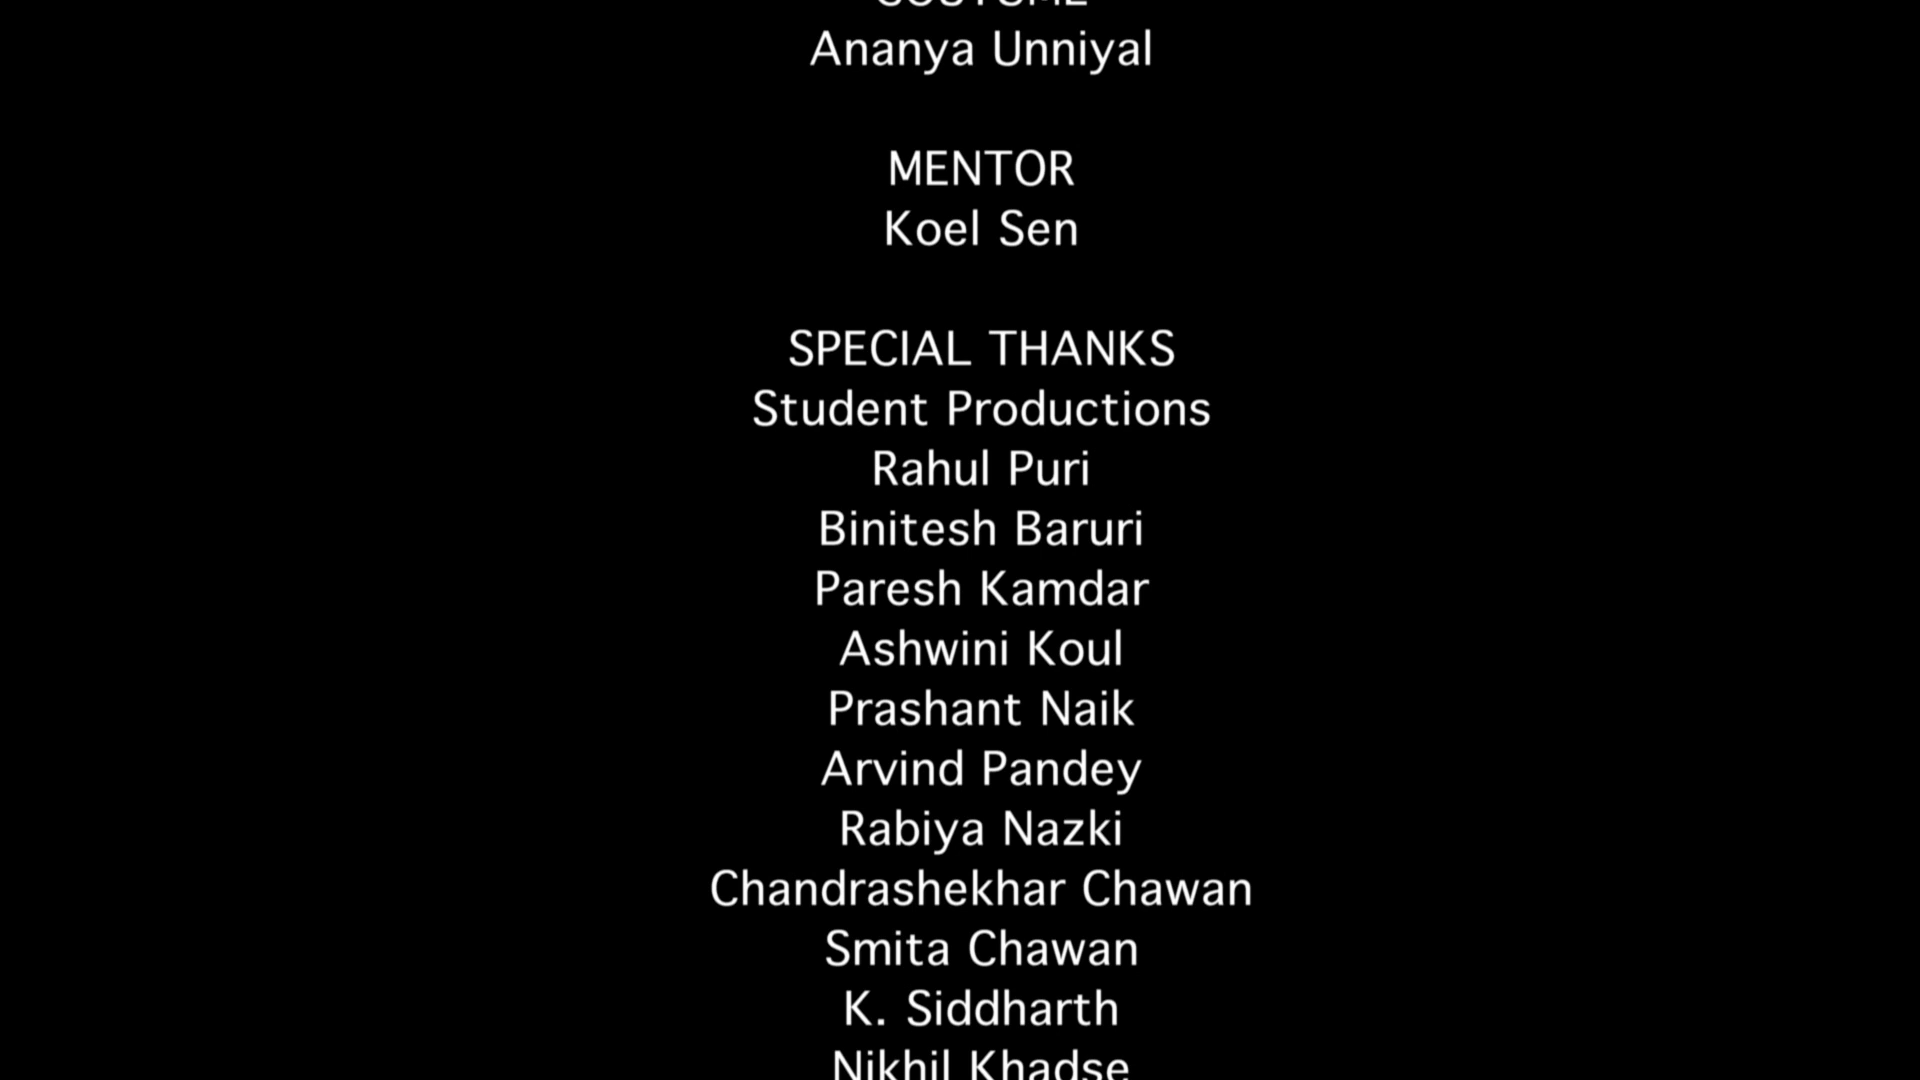 COSTUME
Ananya Unniyal
MENTOR
Koel Sen
SPECIAL THANKS
Student Productions
Rahul Puri
Binitesh Baruri
Paresh Kamdar
Ashwini Koul
Prashant Naik
Arvind Pandey
Rabiya Nazki
Chandrashekhar Chawan
Smita Chawan
K. Siddharth
Nikhil Khadse